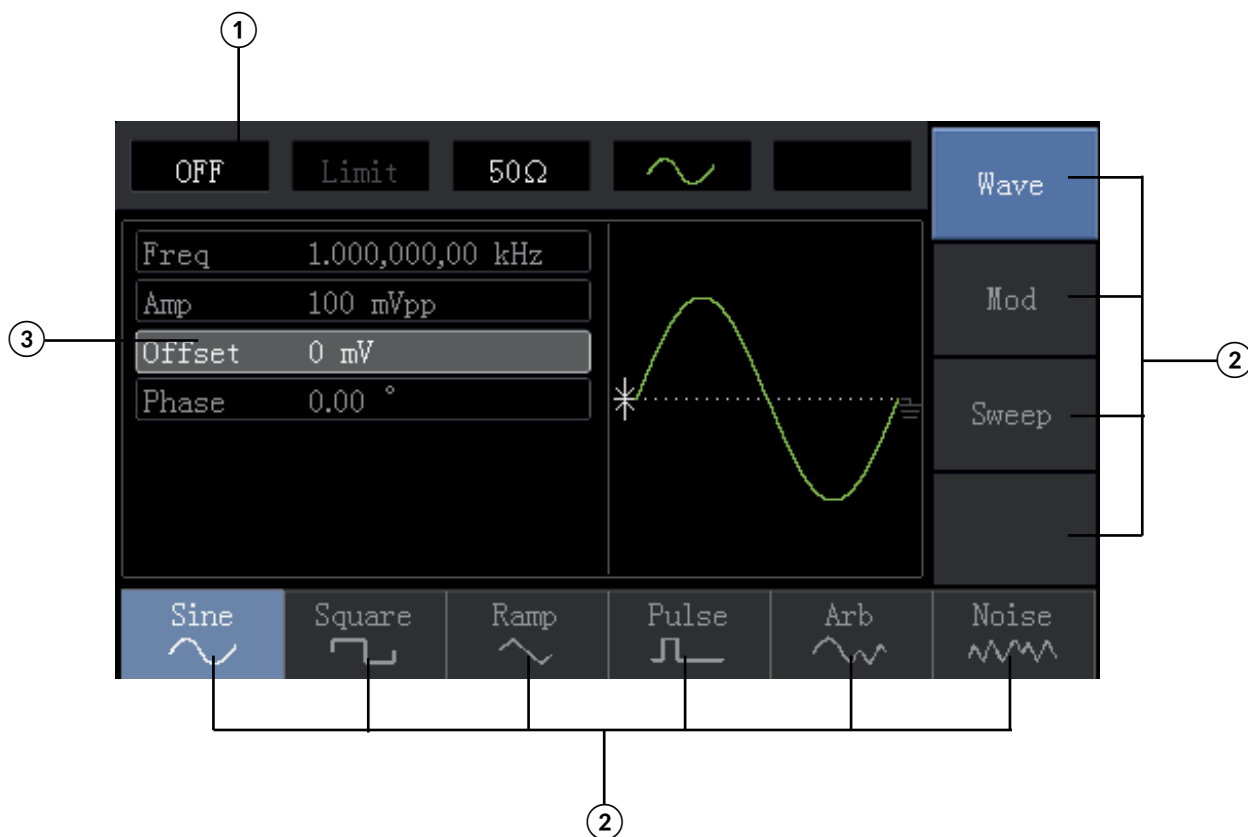 1
OFF Limit 50Ω
Wave
Freq 1.000,000,00 kHz
Amp 100 mVpp
Mod
3
Offset 0 mV
2
Phase 0.00 °
Sweep
Sine Square Ramp Pulse Arb Noise
2